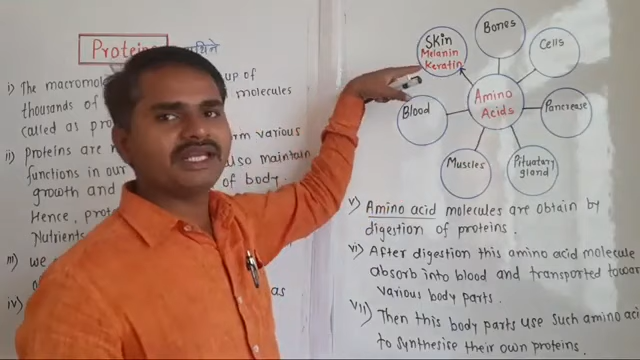 Proteins प्रथिने
i) The macromol up of
thousands of molecules
called as pro
ii) Proteins are rm various
functions in our also maintain
growth and of body.
Hence, prot
Nutrients
iii) we
iv) as
Skin
Melanin
Keratin
Bones
Cells
Amino
Acids
Pancrease
Blood
Muscles
Pituatary
gland
v) Amino acid molecules are obtain by
digestion of proteins.
vi) After digestion this amino acid molecule
absorb into blood and transported towar
various body parts.
VII) Then this body parts use such amino aci
to synthesise their own proteins.